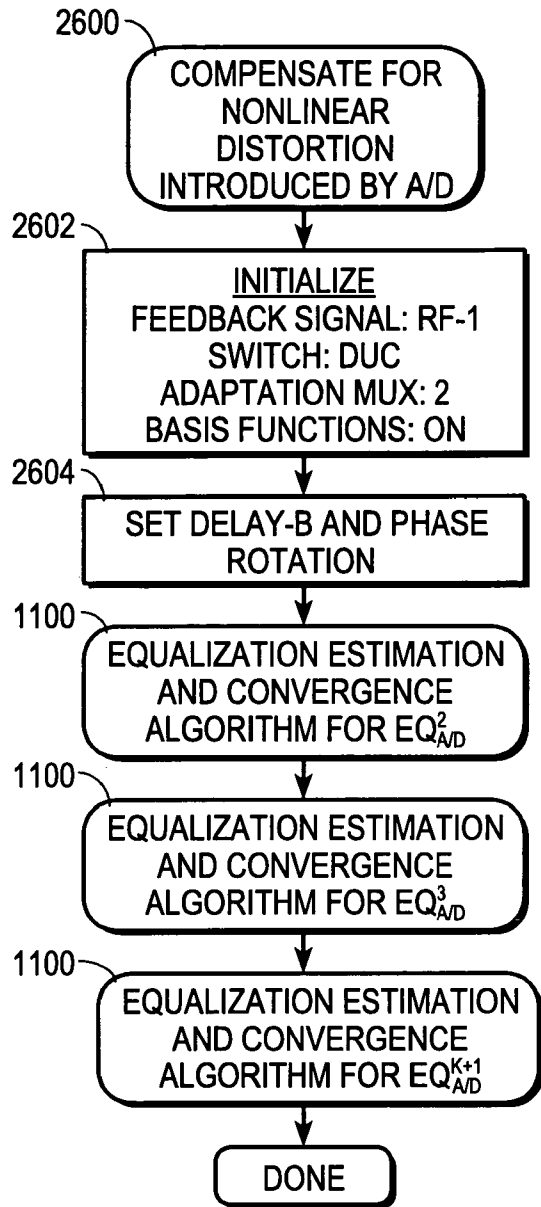 2600
COMPENSATE FOR
NONLINEAR
DISTORTION
INTRODUCED BY A/D
2602
INITIALIZE
FEEDBACK SIGNAL: RF-1
SWITCH: DUC
ADAPTATION MUX: 2
BASIS FUNCTIONS: ON
2604
SET DELAY-B AND PHASE
ROTATION
1100
EQUALIZATION ESTIMATION
AND CONVERGENCE
ALGORITHM FOR EQ²A/D
1100
EQUALIZATION ESTIMATION
AND CONVERGENCE
ALGORITHM FOR EQ³A/D
1100
EQUALIZATION ESTIMATION
AND CONVERGENCE
ALGORITHM FOR EQᴷ⁺¹A/D
DONE